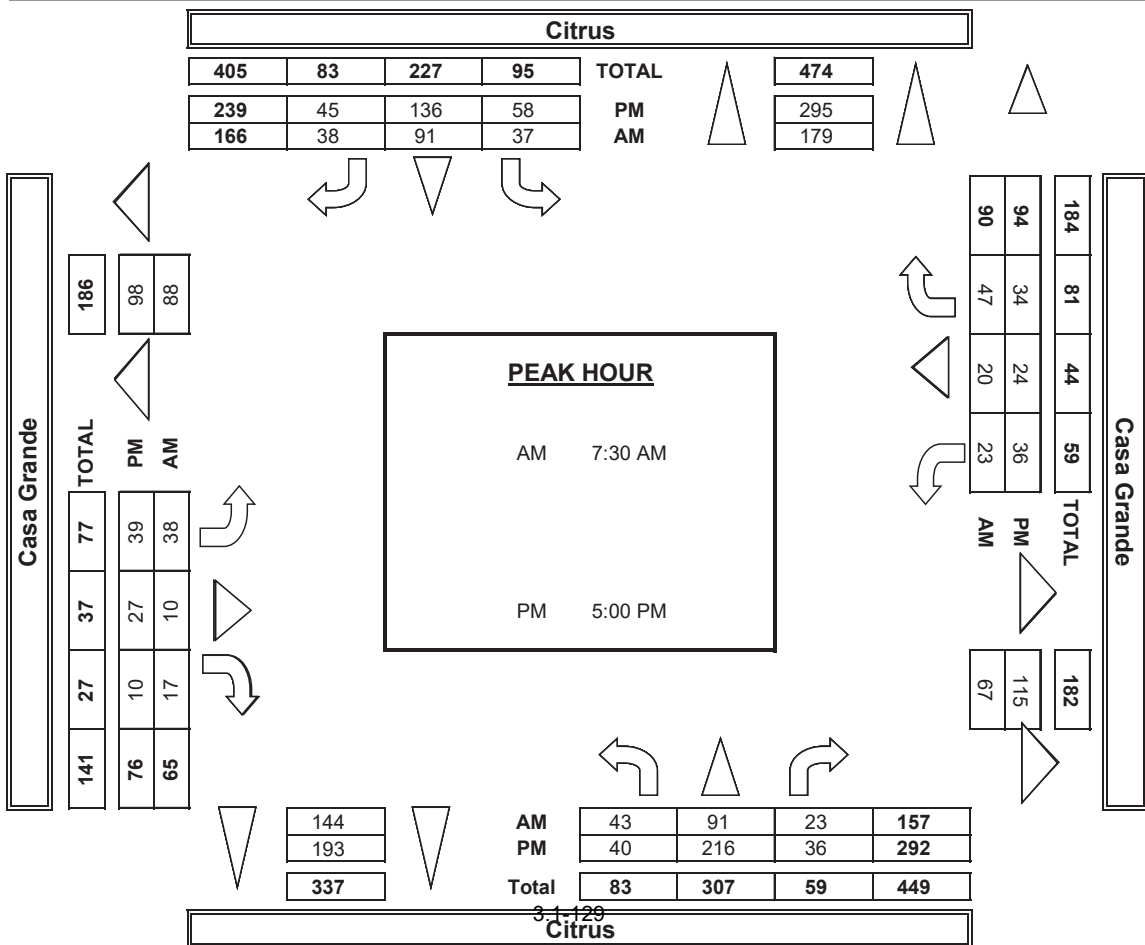 Citrus
405 83 227 95 TOTAL 474
239 45 136 58 PM 295
166 38 91 37 AM 179
Casa Grande
186
98 88
TOTAL PM AM
77 39 38
37 27 10
27 10 17
141 76 65
PEAK HOUR
AM 7:30 AM
PM 5:00 PM
90 94 184
47 34 81
20 24 44
23 36 59
AM PM TOTAL
67 115 182
Casa Grande
144 AM 43 91 23 157
193 PM 40 216 36 292
337 Total 83 307 59 449
3.1-129
Citrus